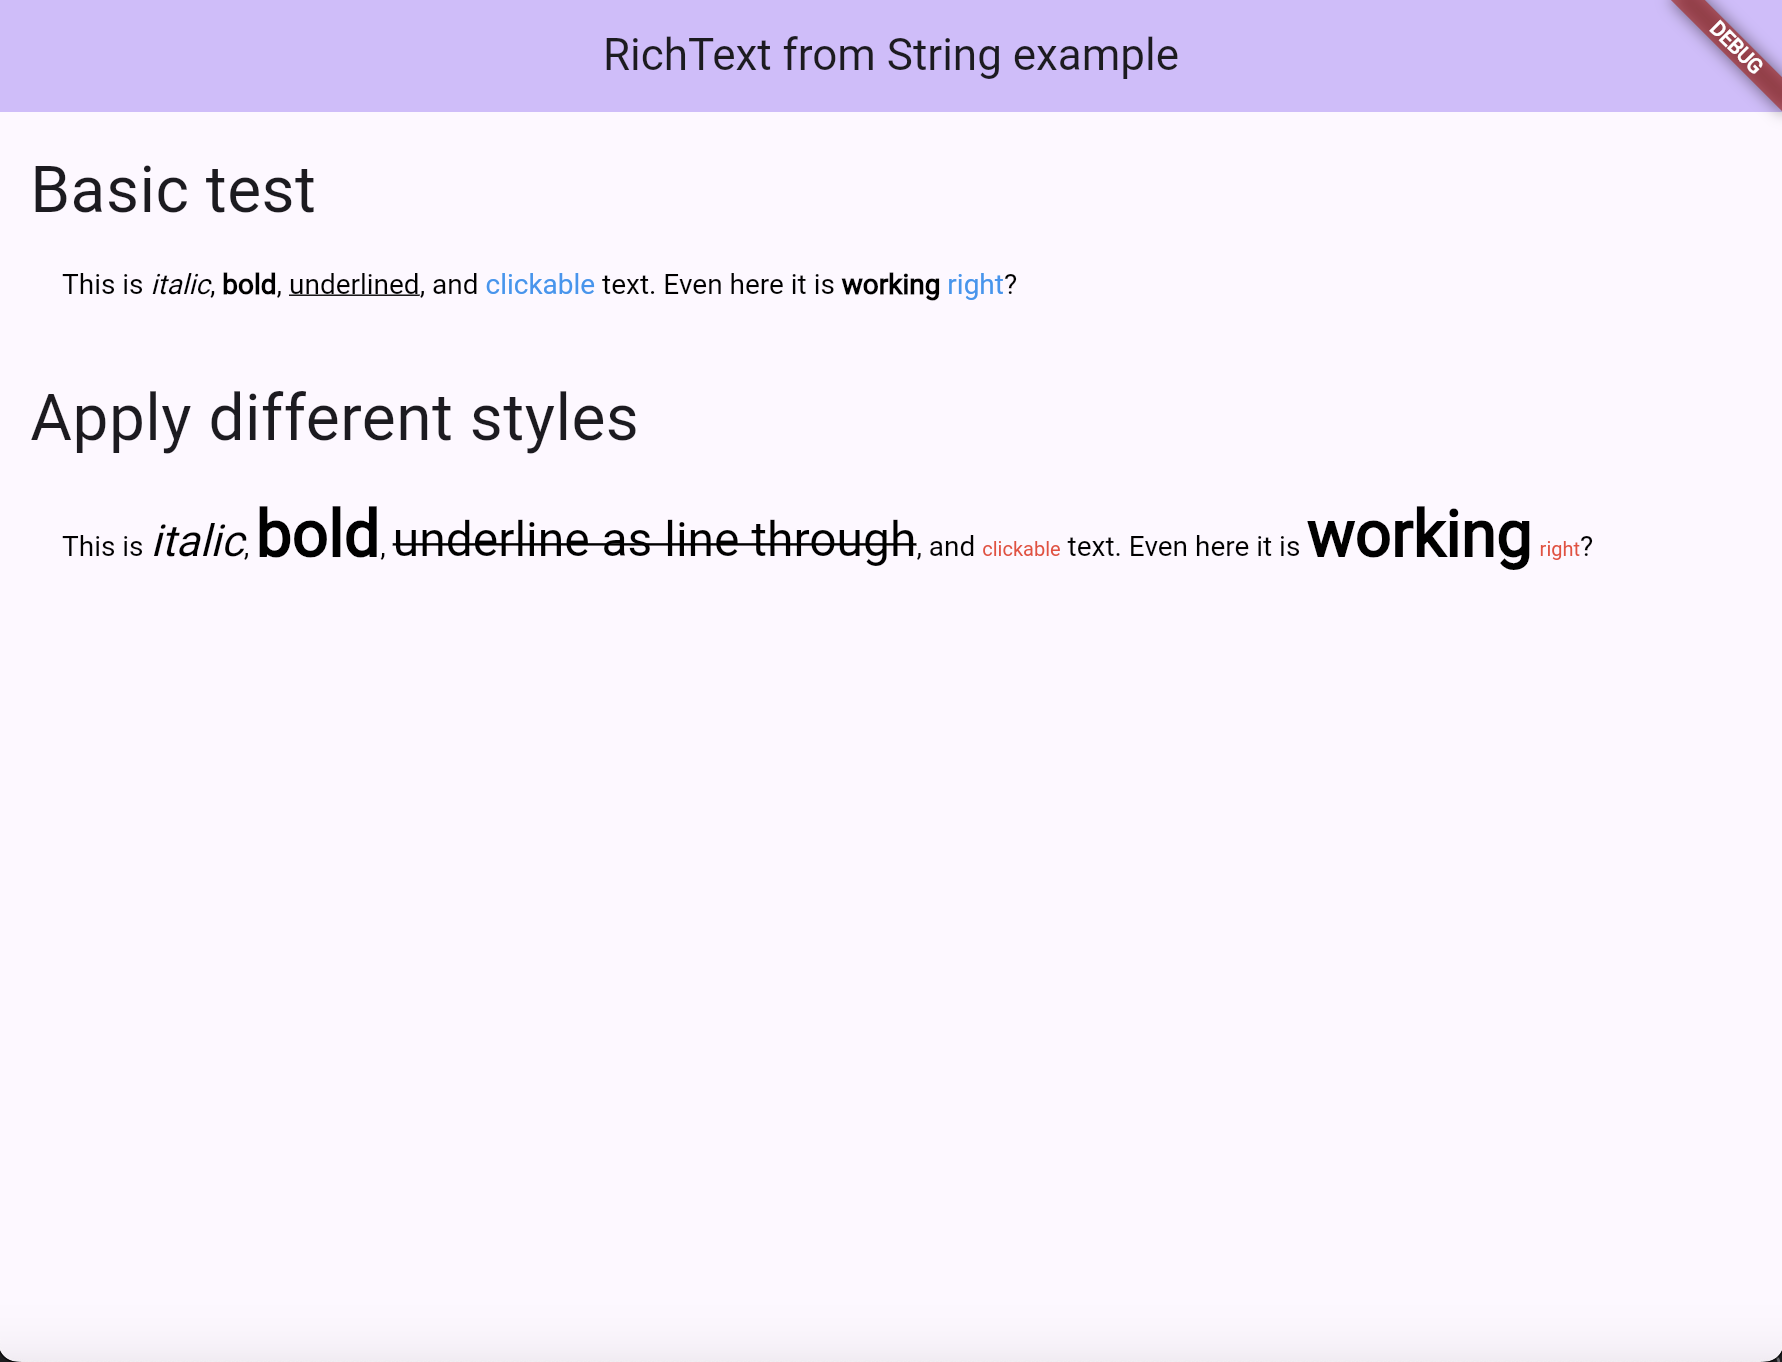 RichText from String example
DEBUG
Basic test
This is italic, bold, underlined, and clickable text. Even here it is working right?
Apply different styles
This is italic, bold, underline as line through, and clickable text. Even here it is working right?